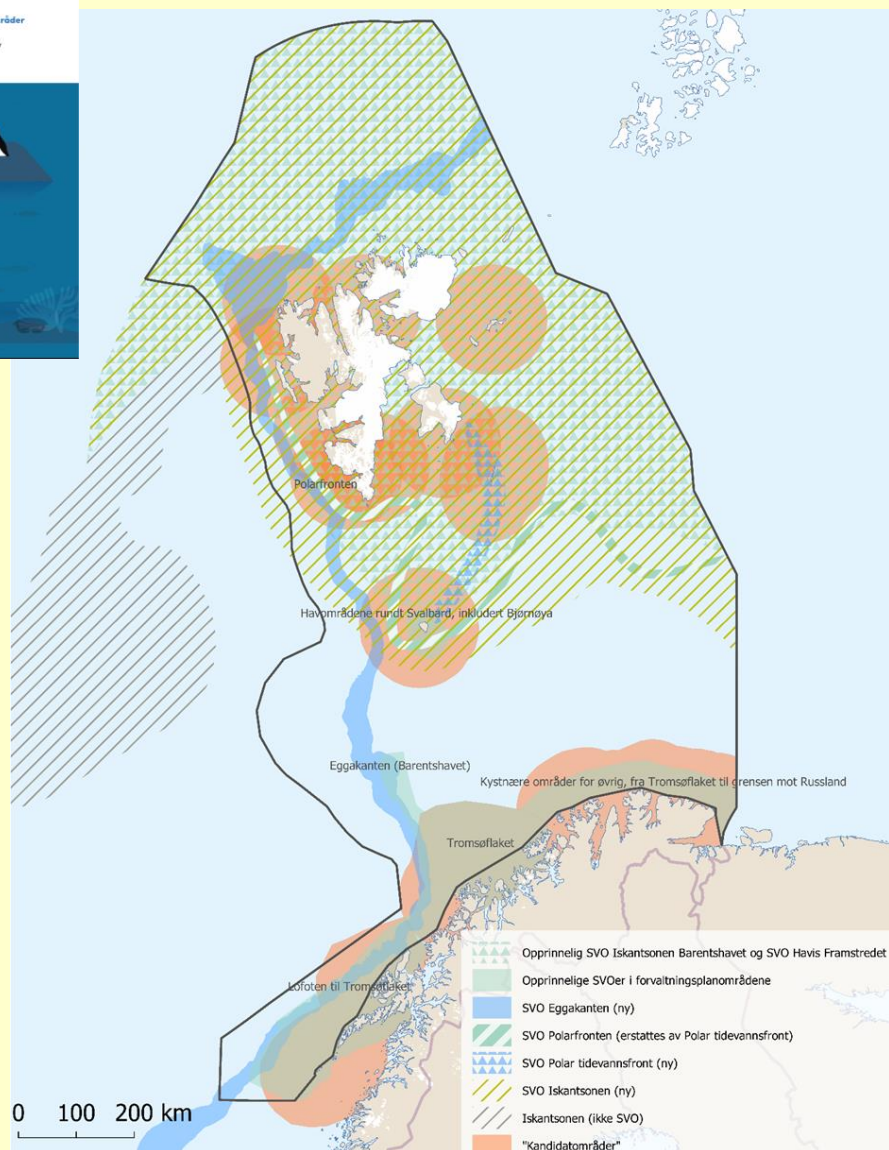 råder
Polarfronten
Havområdene rundt Svalbard, inkludert Bjørnøya
Eggakanten (Barentshavet)
Kystnære områder for øvrig, fra Tromsøflaket til grensen mot Russland
Tromsøflaket
Lofoten til Tromsøflaket
Opprinnelig SVO Iskantsonen Barentshavet og SVO Havis Framstredet
Opprinnelige SVOer i forvaltningsplanområdene
SVO Eggakanten (ny)
SVO Polarfronten (erstattes av Polar tidevannsfront)
SVO Polar tidevannsfront (ny)
SVO Iskantsonen (ny)
Iskantsonen (ikke SVO)
"Kandidatområder"
0 100 200 km